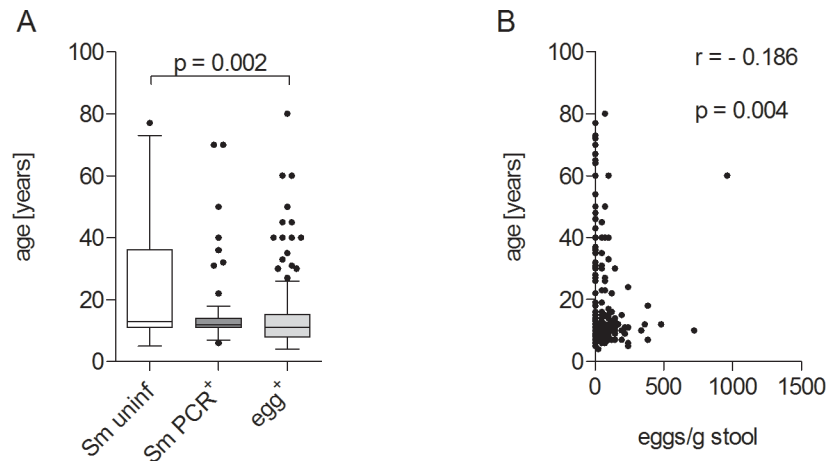 A
100
80
60
40
20
0
age [years]
p = 0.002
Sm uninf
Sm PCR⁺
egg⁺
B
100
80
60
40
20
0
age [years]
r = - 0.186
p = 0.004
0
500
1000
1500
eggs/g stool